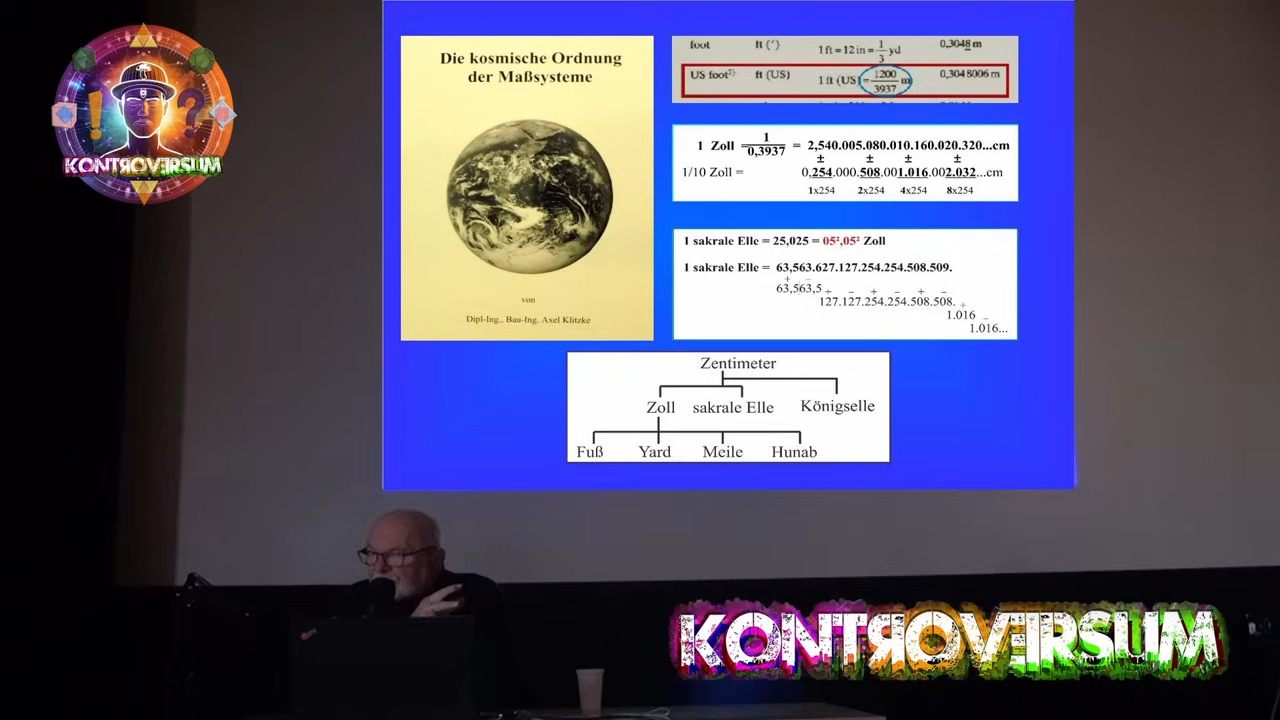 KONTROVERSUM
Die kosmische Ordnung
der Maßsysteme
von
Dipl-Ing., Bau-Ing. Axel Klitzke
foot ft (') 1 ft = 12 in = 1/3 yd 0,3048 m
US foot ft (US) 1 ft (US) = 1200/3937 m 0,3048006 m
1 Zoll = 1/0,3937 = 2,540.005.080.010.160.020.320...cm
± ± ± ±
1/10 Zoll = 0,254.000.508.001.016.002.032...cm
1x254 2x254 4x254 8x254
1 sakrale Elle = 25,025 = 05²,05² Zoll
1 sakrale Elle = 63,563.627.127.254.254.508.509.
63,563,5
+ − + − + −
127.127.254.254.508.508.
+
1.016
−
1.016...
Zentimeter
Zoll sakrale Elle Königselle
Fuß Yard Meile Hunab
KONTROVERSUM